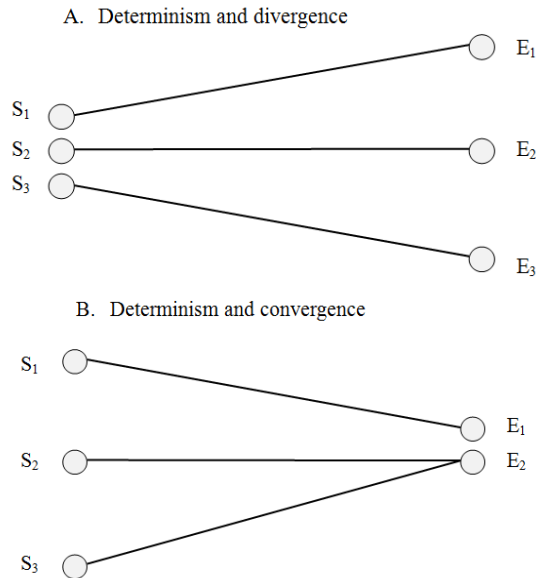 A. Determinism and divergence
E₁
S₁
S₂
E₂
S₃
E₃
B. Determinism and convergence
S₁
E₁
S₂
E₂
S₃